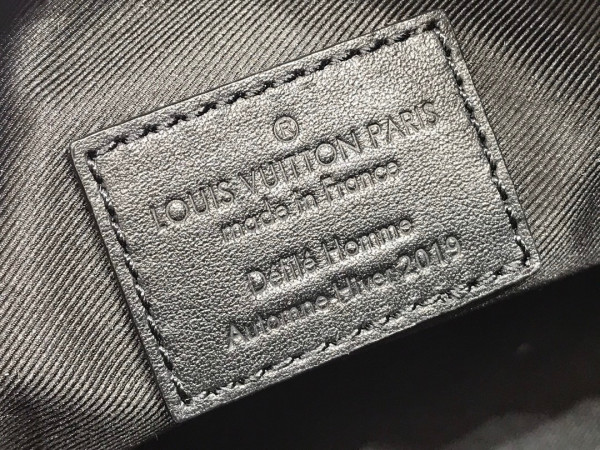 ®
LOUIS VUITTON PARIS
made in France
Défilé Homme
Automne-Hiver 2019